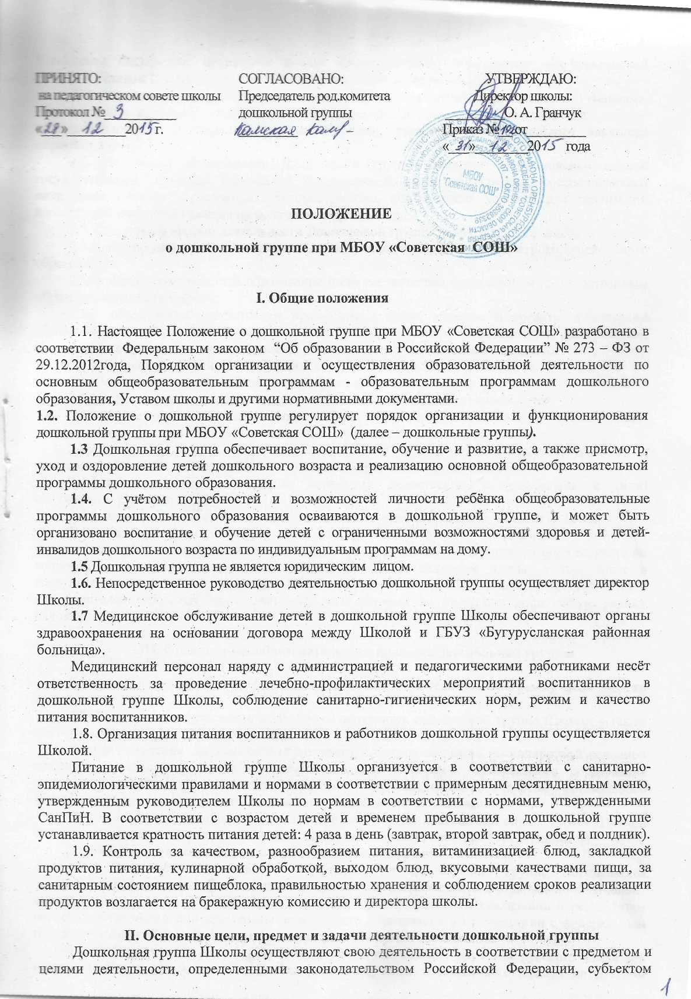 ПРИНЯТО:
на педагогическом совете школы
Протокол № 3
«29» 12 2015 г.
СОГЛАСОВАНО:
Председатель род.комитета
дошкольной группы
Камская
УТВЕРЖДАЮ:
Директор школы:
О. А. Гранчук
Приказ № от
«31» 12 2015 года
МБОУ
"Советская СОШ"
ПОЛОЖЕНИЕ
о дошкольной группе при МБОУ «Советская СОШ»
I. Общие положения
1.1. Настоящее Положение о дошкольной группе при МБОУ «Советская СОШ» разработано в
соответствии Федеральным законом “Об образовании в Российской Федерации” № 273 – ФЗ от
29.12.2012года, Порядком организации и осуществления образовательной деятельности по
основным общеобразовательным программам - образовательным программам дошкольного
образования, Уставом школы и другими нормативными документами.
1.2. Положение о дошкольной группе регулирует порядок организации и функционирования
дошкольной группы при МБОУ «Советская СОШ» (далее – дошкольные группы).
1.3 Дошкольная группа обеспечивает воспитание, обучение и развитие, а также присмотр,
уход и оздоровление детей дошкольного возраста и реализацию основной общеобразовательной
программы дошкольного образования.
1.4. С учётом потребностей и возможностей личности ребёнка общеобразовательные
программы дошкольного образования осваиваются в дошкольной группе, и может быть
организовано воспитание и обучение детей с ограниченными возможностями здоровья и детей-
инвалидов дошкольного возраста по индивидуальным программам на дому.
1.5 Дошкольная группа не является юридическим лицом.
1.6. Непосредственное руководство деятельностью дошкольной группы осуществляет директор
Школы.
1.7 Медицинское обслуживание детей в дошкольной группе Школы обеспечивают органы
здравоохранения на основании договора между Школой и ГБУЗ «Бугурусланская районная
больница».
Медицинский персонал наряду с администрацией и педагогическими работниками несёт
ответственность за проведение лечебно-профилактических мероприятий воспитанников в
дошкольной группе Школы, соблюдение санитарно-гигиенических норм, режим и качество
питания воспитанников.
1.8. Организация питания воспитанников и работников дошкольной группы осуществляется
Школой.
Питание в дошкольной группе Школы организуется в соответствии с санитарно-
эпидемиологическими правилами и нормами в соответствии с примерным десятидневным меню,
утвержденным руководителем Школы по нормам в соответствии с нормами, утвержденными
СанПиН. В соответствии с возрастом детей и временем пребывания в дошкольной группе
устанавливается кратность питания детей: 4 раза в день (завтрак, второй завтрак, обед и полдник).
1.9. Контроль за качеством, разнообразием питания, витаминизацией блюд, закладкой
продуктов питания, кулинарной обработкой, выходом блюд, вкусовыми качествами пищи, за
санитарным состоянием пищеблока, правильностью хранения и соблюдением сроков реализации
продуктов возлагается на бракеражную комиссию и директора школы.
II. Основные цели, предмет и задачи деятельности дошкольной группы
Дошкольная группа Школы осуществляют свою деятельность в соответствии с предметом и
целями деятельности, определенными законодательством Российской Федерации, субьектом
1